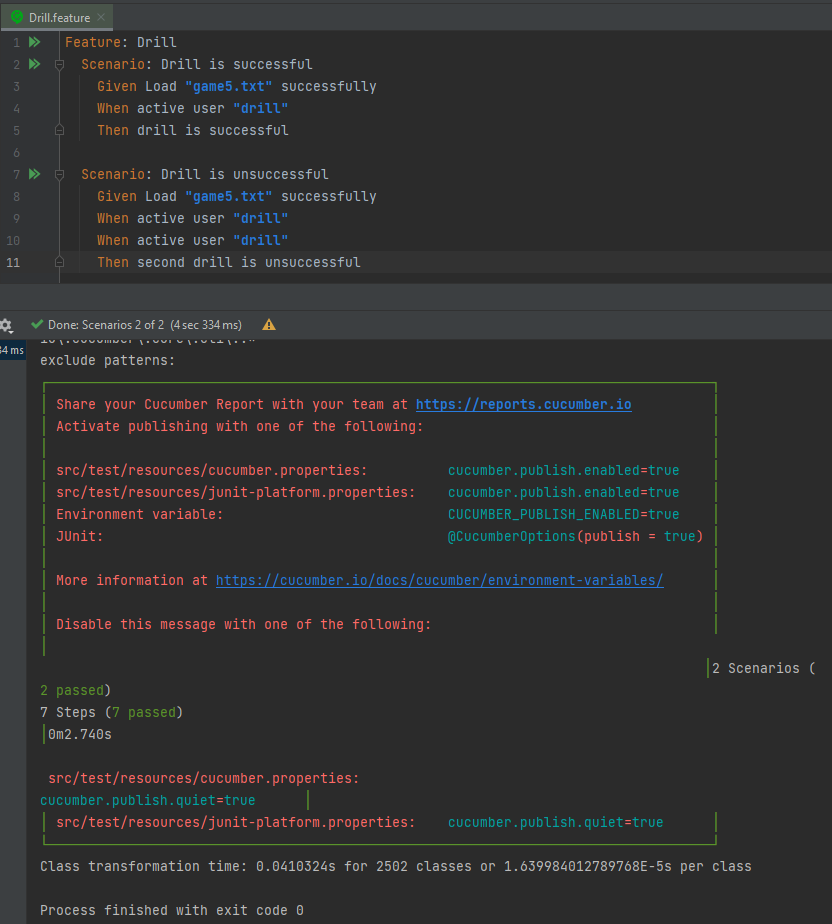 Drill.feature
1 Feature: Drill
2 Scenario: Drill is successful
3 Given Load "game5.txt" successfully
4 When active user "drill"
5 Then drill is successful
6
7 Scenario: Drill is unsuccessful
8 Given Load "game5.txt" successfully
9 When active user "drill"
10 When active user "drill"
11 Then second drill is unsuccessful
Done: Scenarios 2 of 2 (4 sec 334 ms)
34 ms
exclude patterns:
Share your Cucumber Report with your team at https://reports.cucumber.io
Activate publishing with one of the following:
src/test/resources/cucumber.properties: cucumber.publish.enabled=true
src/test/resources/junit-platform.properties: cucumber.publish.enabled=true
Environment variable: CUCUMBER_PUBLISH_ENABLED=true
JUnit: @CucumberOptions(publish = true)
More information at https://cucumber.io/docs/cucumber/environment-variables/
Disable this message with one of the following:
2 Scenarios (
2 passed)
7 Steps (7 passed)
0m2.740s
src/test/resources/cucumber.properties:
cucumber.publish.quiet=true
src/test/resources/junit-platform.properties: cucumber.publish.quiet=true
Class transformation time: 0.0410324s for 2502 classes or 1.639984012789768E-5s per class
Process finished with exit code 0